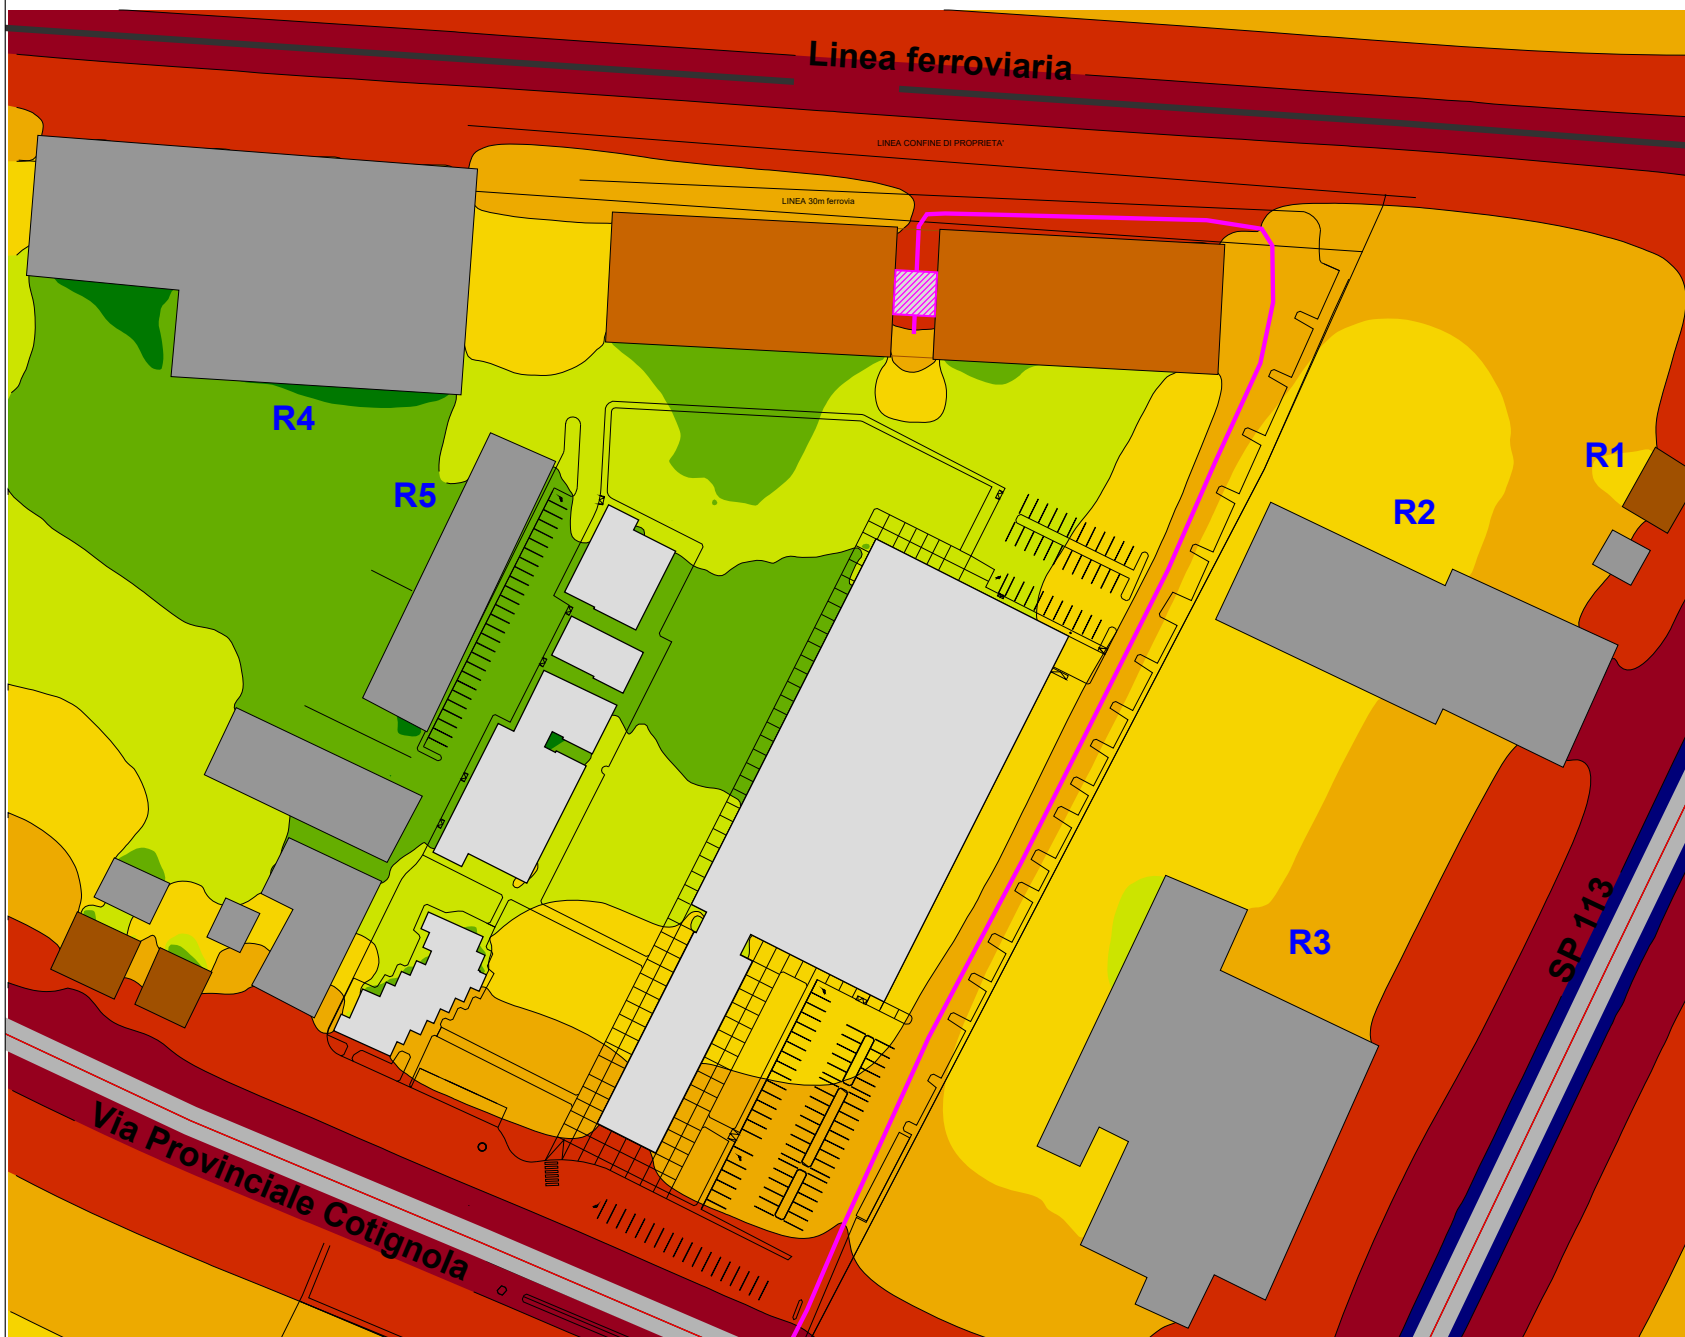 Linea ferroviaria
LINEA CONFINE DI PROPRIETA'
LINEA 30m ferrovia
R4
R5
R1
R2
R3
SP 113
Via Provinciale Cotignola